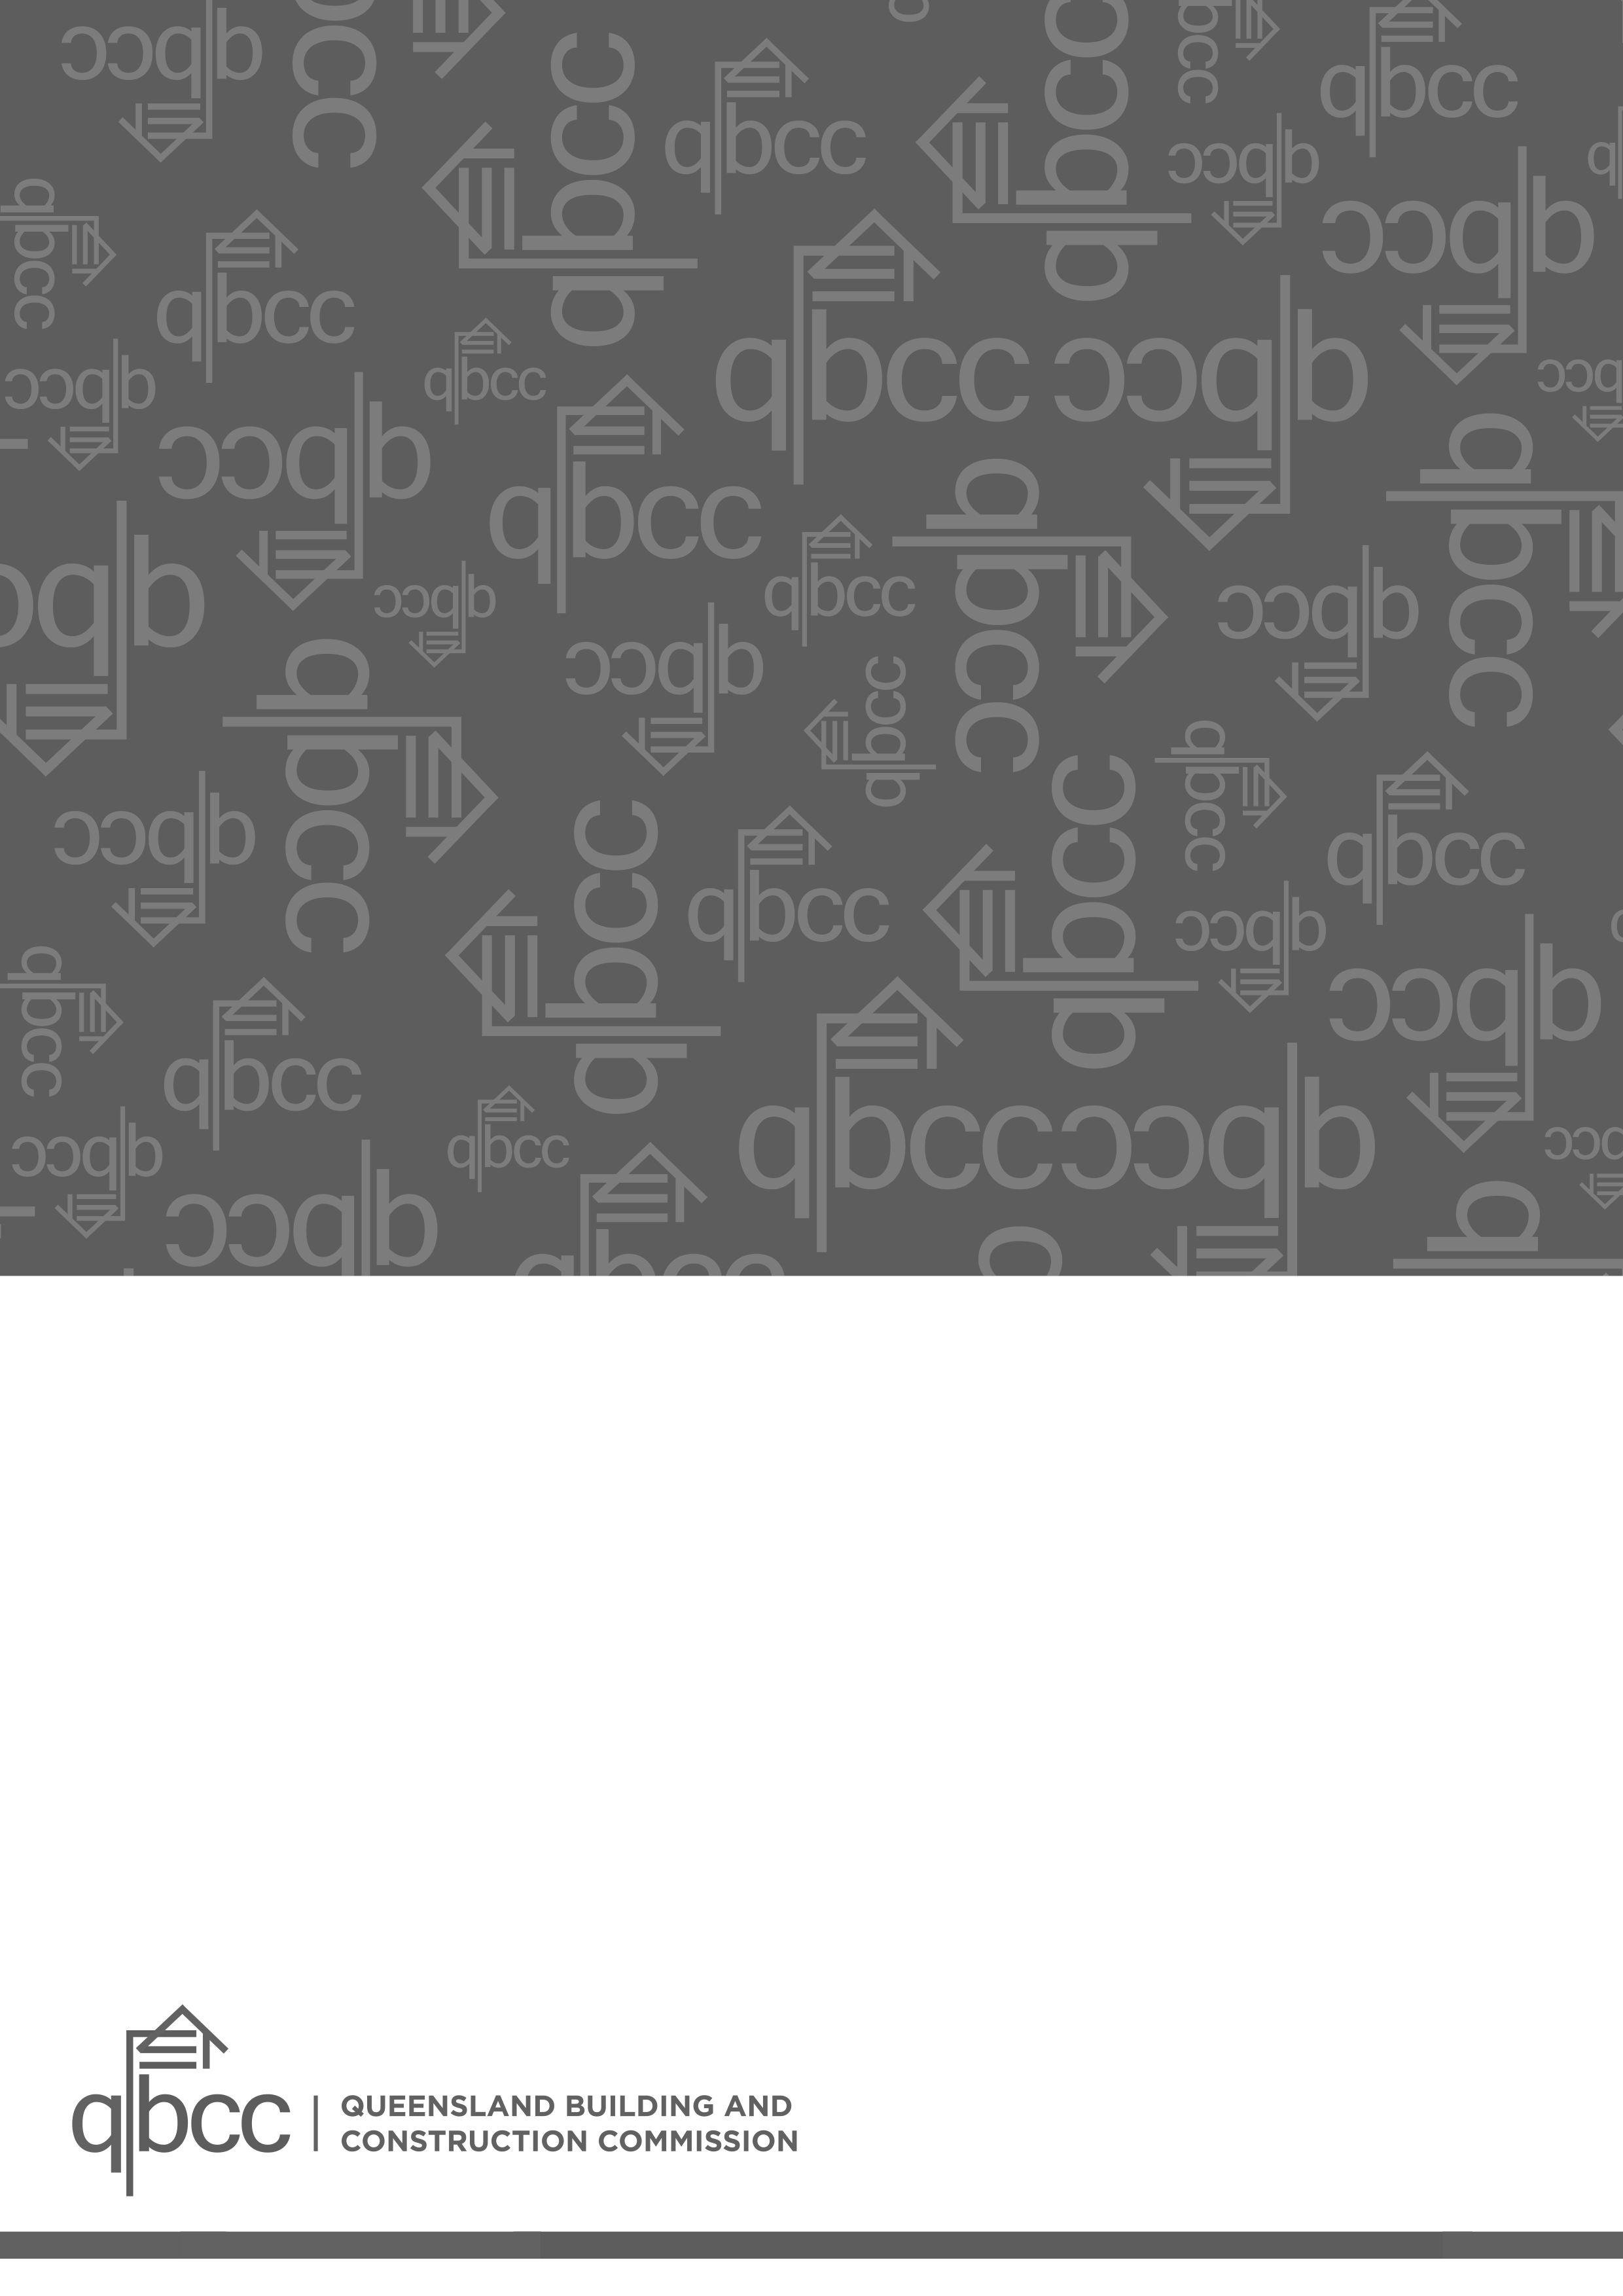 qbcc
QUEENSLAND BUILDING AND
CONSTRUCTION COMMISSION